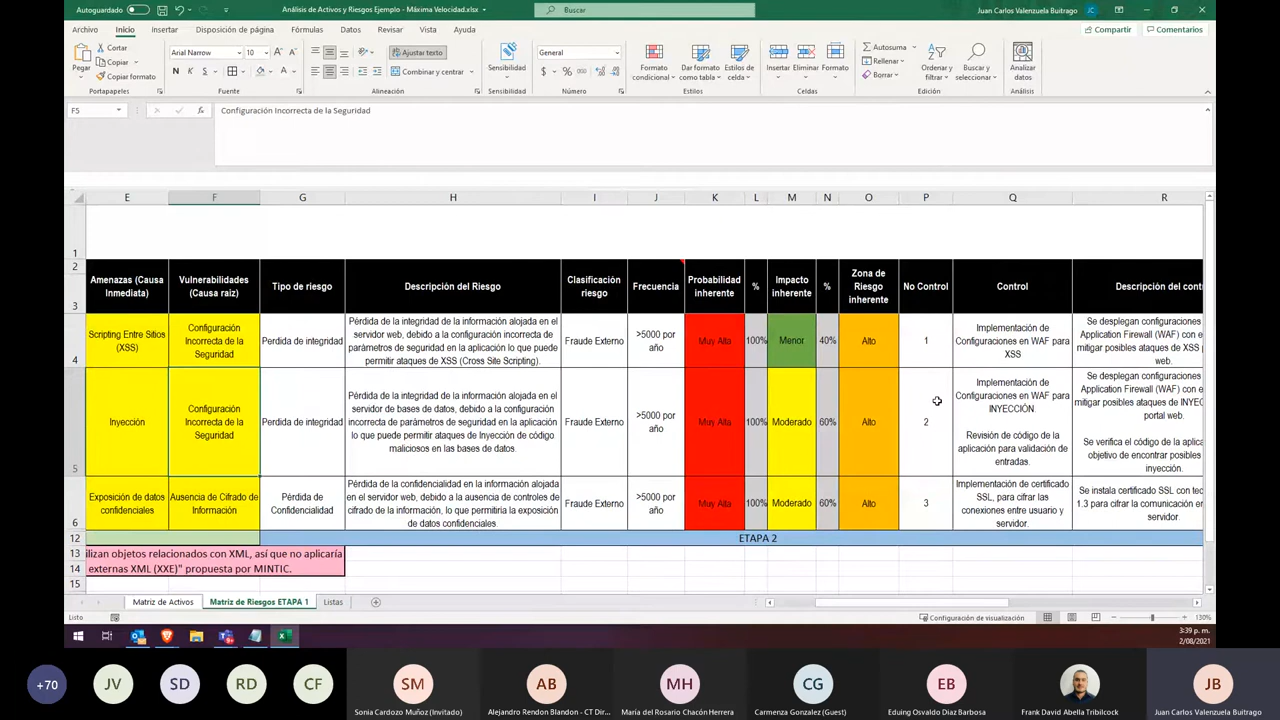 Autoguardado
Análisis de Activos y Riesgos Ejemplo - Máxima Velocidad.xlsx
Buscar
Juan Carlos Valenzuela Buitrago
JC
Archivo Inicio Insertar Disposición de página Fórmulas Datos Revisar Vista Ayuda
Compartir Comentarios
Pegar
Cortar
Copiar
Copiar formato
Portapapeles
Arial Narrow 10
N K S
Fuente
Ajustar texto
Combinar y centrar
Alineación
Sensibilidad
Sensibilidad
General
$ % 000
Número
Formato condicional
Dar formato como tabla
Estilos de celda
Estilos
Insertar Eliminar Formato
Celdas
Autosuma
Rellenar
Borrar
Ordenar y filtrar
Buscar y seleccionar
Edición
Analizar datos
Análisis
F5
fx
Configuración Incorrecta de la Seguridad
E F G H I J K L M N O P Q R
1
2
3
Amenazas (Causa Inmediata)
Vulnerabilidades (Causa raiz)
Tipo de riesgo
Descripción del Riesgo
Clasificación riesgo
Frecuencia
Probabilidad inherente
%
Impacto inherente
%
Zona de Riesgo inherente
No Control
Control
Descripción del cont
4
Scripting Entre Sitios (XSS)
Configuración Incorrecta de la Seguridad
Perdida de integridad
Pérdida de la integridad de la información alojada en el
servidor web, debido a la configuración incorrecta de
parámetros de seguridad en la aplicación lo que puede
permitir ataques de XSS (Cross Site Scripting).
Fraude Externo
>5000 por año
Muy Alta
100%
Menor
40%
Alto
1
Implementación de
Configuraciones en WAF para
XSS
Se despliegan configuraciones
Application Firewall (WAF) con e
mitigar posibles ataques de XSS
web.
5
Inyección
Configuración Incorrecta de la Seguridad
Perdida de integridad
Pérdida de la integridad de la información alojada en el
servidor de bases de datos, debido a la configuración
incorrecta de parámetros de seguridad en la aplicación
lo que puede permitir ataques de Inyección de código
maliciosos en las bases de datos.
Fraude Externo
>5000 por año
Muy Alta
100%
Moderado
60%
Alto
2
Implementación de
Configuraciones en WAF para
INYECCIÓN.
Revisión de código de la
aplicación para validación de
entradas.
Se despliegan configuraciones
Application Firewall (WAF) con e
mitigar posibles ataques de INYEC
portal web.
Se verifica el código de la aplica
objetivo de encontrar posibles
inyección.
6
Exposición de datos confidenciales
Ausencia de Cifrado de Información
Pérdida de Confidencialidad
Pérdida de la confidencialidad en la información alojada
en el servidor web, debido a la ausencia de controles de
cifrado de la información, lo que permitiría la exposición
de datos confidenciales.
Fraude Externo
>5000 por año
Muy Alta
100%
Moderado
60%
Alto
3
Implementación de certificado
SSL, para cifrar las
conexiones entre usuario y
servidor.
Se instala certificado SSL con tec
1.3 para cifrar la comunicación en
servidor.
12
ETAPA 2
13
ilizan objetos relacionados con XML, así que no aplicaría
14
externas XML (XXE)" propuesta por MINTIC.
15
Matriz de Activos Matriz de Riesgos ETAPA 1 Listas
Listo
Configuración de visualización
130%
3:39 p. m.
2/08/2021
+70 JV SD RD CF SM AB MH CG EB JB
Sonia Cardozo Muñoz (Invitado)
Alejandro Rendon Blandon - CT Dir...
María del Rosario Chacón Herrera
Carmenza Gonzalez (Guest)
Eduing Osvaldo Diaz Barbosa
Frank David Abella Tribilcock
Juan Carlos Valenzuela Buitrago